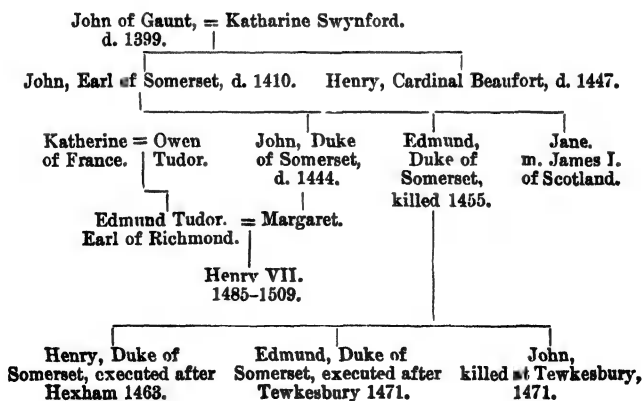 John of Gaunt, = Katharine Swynford.
d. 1399.
John, Earl of Somerset, d. 1410. Henry, Cardinal Beaufort, d. 1447.
Katherine = Owen John, Duke Edmund, Jane.
of France. Tudor. of Somerset, Duke of m. James I.
d. 1444. Somerset, of Scotland.
killed 1455.
Edmund Tudor. = Margaret.
Earl of Richmond.
Henry VII.
1485-1509.
Henry, Duke of Edmund, Duke of John,
Somerset, executed after Somerset, executed after killed at Tewkesbury,
Hexham 1463. Tewkesbury 1471. 1471.